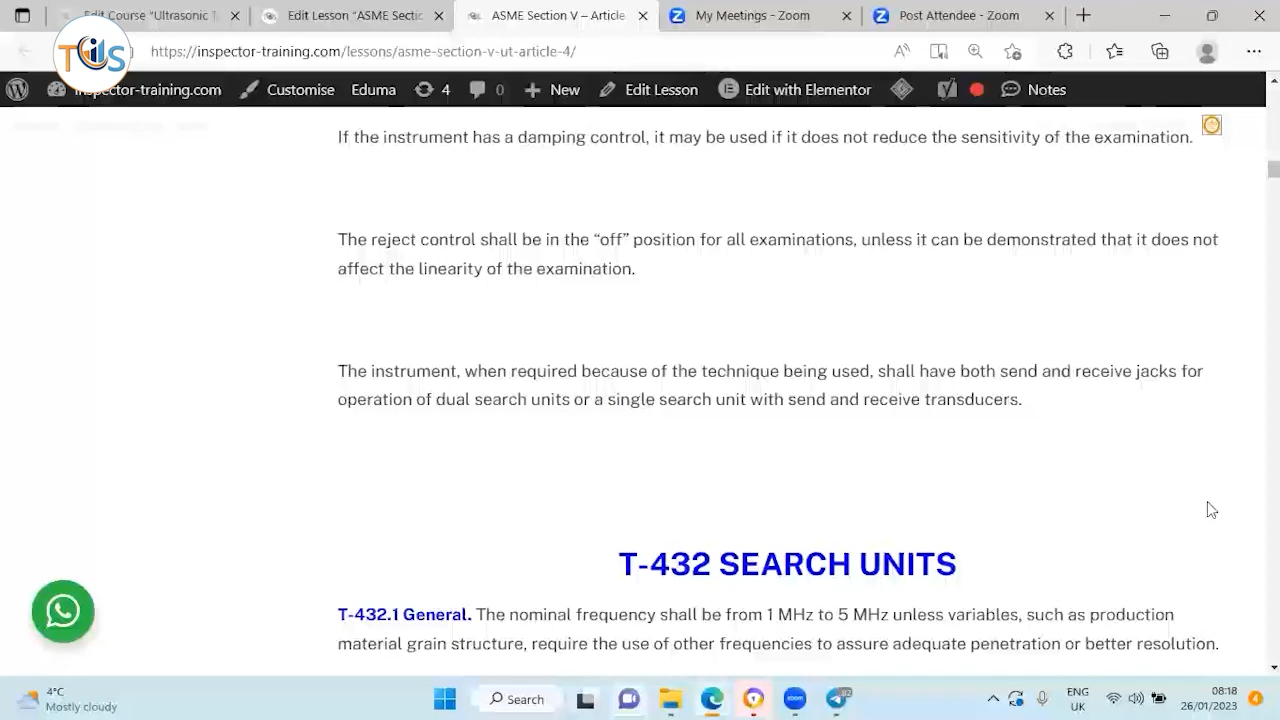 Edit Course "Ultrasonic T
Edit Lesson "ASME Sectic
ASME Section V – Article
My Meetings - Zoom
Post Attendee - Zoom
TIS
https://inspector-training.com/lessons/asme-section-v-ut-article-4/
inspector-training.com
Customise
Eduma
4
0
New
Edit Lesson
Edit with Elementor
Notes
If the instrument has a damping control, it may be used if it does not reduce the sensitivity of the examination.
The reject control shall be in the “off” position for all examinations, unless it can be demonstrated that it does not
affect the linearity of the examination.
The instrument, when required because of the technique being used, shall have both send and receive jacks for
operation of dual search units or a single search unit with send and receive transducers.
T-432 SEARCH UNITS
T-432.1 General. The nominal frequency shall be from 1 MHz to 5 MHz unless variables, such as production
material grain structure, require the use of other frequencies to assure adequate penetration or better resolution.
4°C
Mostly cloudy
Search
zoom
ENG
UK
08:18
26/01/2023
4